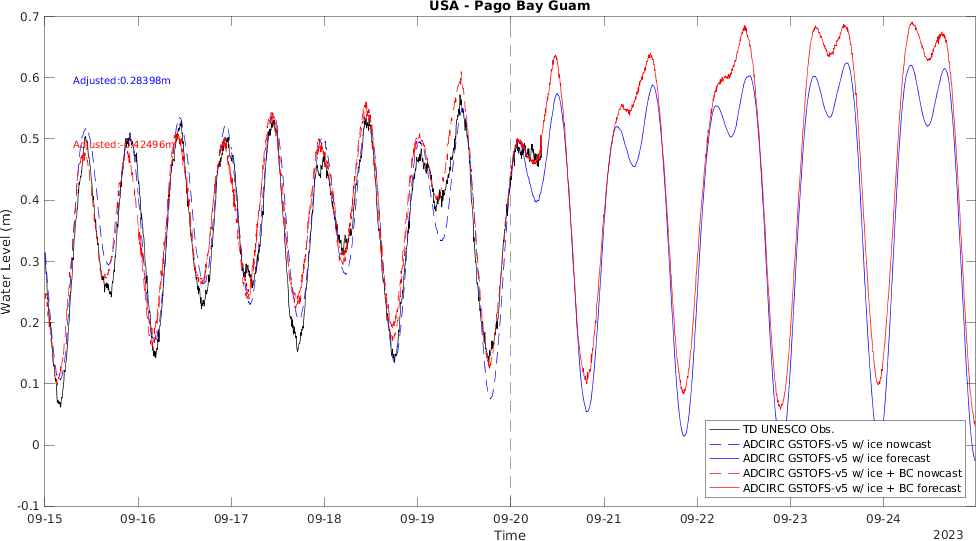 USA - Pago Bay Guam
0.7
0.6
0.5
0.4
0.3
0.2
0.1
0
-0.1
Water Level (m)
Adjusted:0.28398m
TD UNESCO Obs.
ADCIRC GSTOFS-v5 w/ ice nowcast
ADCIRC GSTOFS-v5 w/ ice forecast
ADCIRC GSTOFS-v5 w/ ice + BC nowcast
ADCIRC GSTOFS-v5 w/ ice + BC forecast
09-15 09-16 09-17 09-18 09-19 09-20 09-21 09-22 09-23 09-24
Time
2023